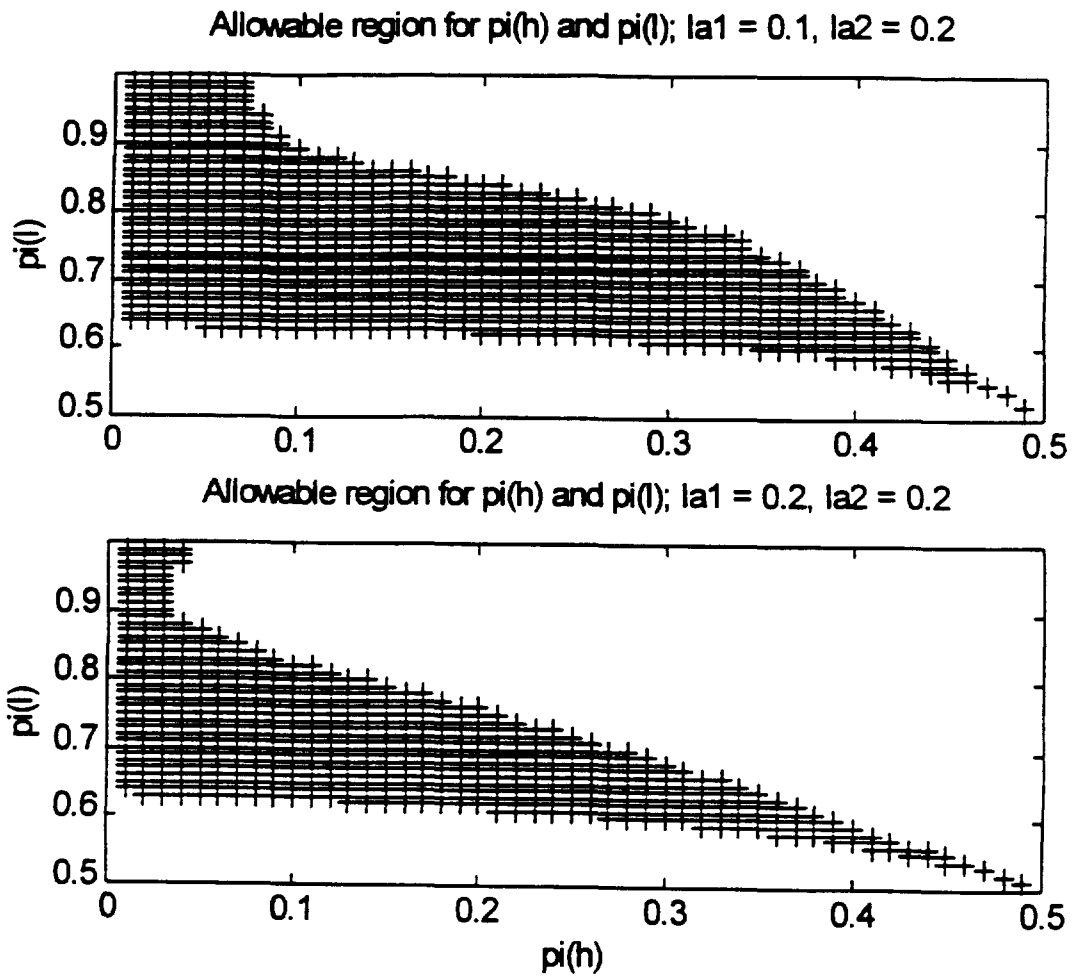 Allowable region for pi(h) and pi(l); la1 = 0.1, la2 = 0.2
0.9
0.8
0.7
0.6
0.5
pi(l)
0 0.1 0.2 0.3 0.4 0.5
Allowable region for pi(h) and pi(l); la1 = 0.2, la2 = 0.2
0.9
0.8
0.7
0.6
0.5
pi(l)
0 0.1 0.2 0.3 0.4 0.5
pi(h)